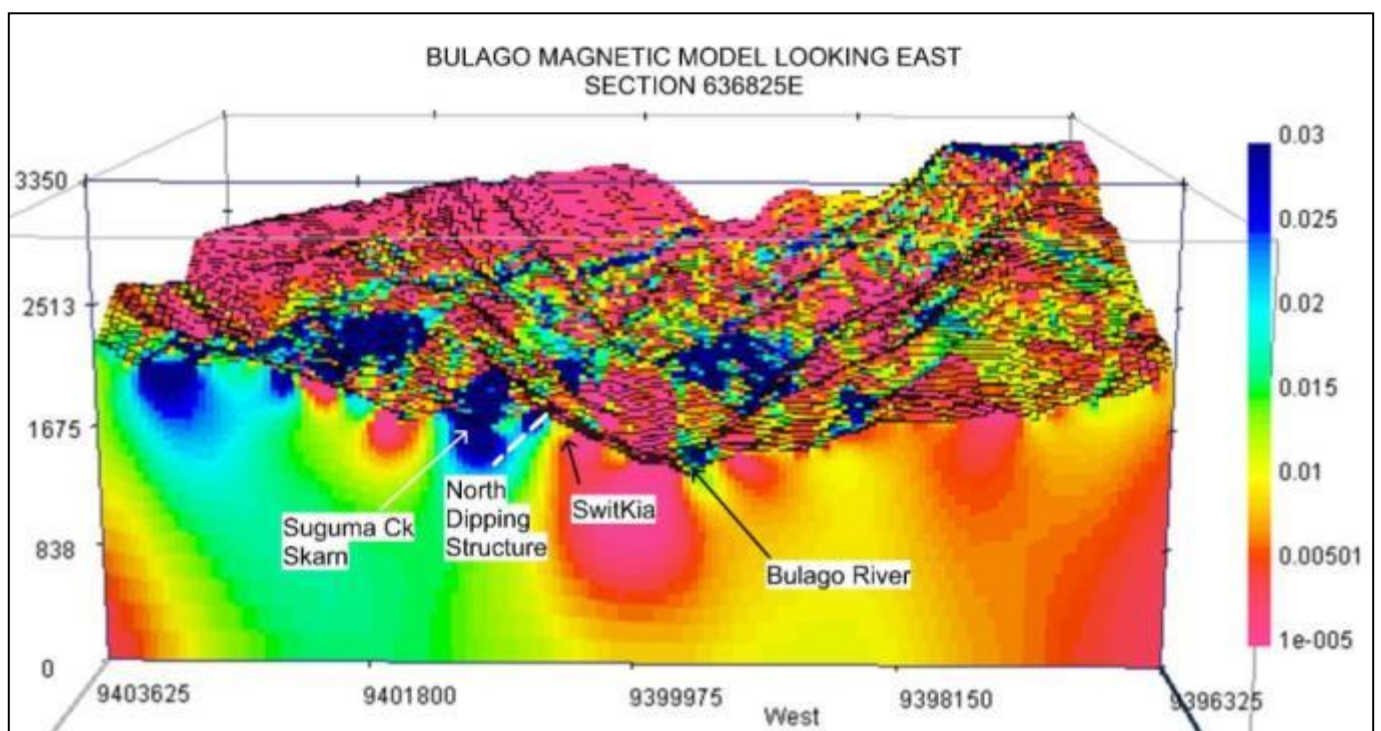 BULAGO MAGNETIC MODEL LOOKING EAST
SECTION 636825E
0.03
3350
0.025
2513
0.02
0.015
1675
0.01
North
Dipping
Structure
SwitKia
Suguma Ck
Skarn
838
0.00501
Bulago River
1e-005
0
9403625
9401800
9399975
9398150
9396325
West